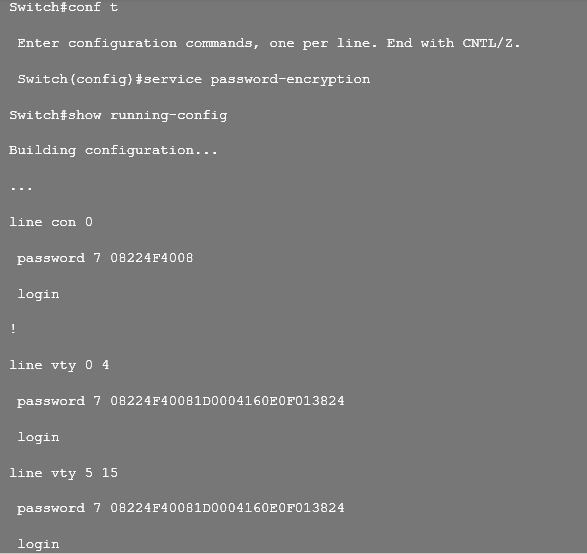 Switch#conf t
Enter configuration commands, one per line. End with CNTL/Z.
Switch(config)#service password-encryption
Switch#show running-config
Building configuration...
...
line con 0
password 7 08224F4008
login
!
line vty 0 4
password 7 08224F40081D0004160E0F013824
login
line vty 5 15
password 7 08224F40081D0004160E0F013824
login